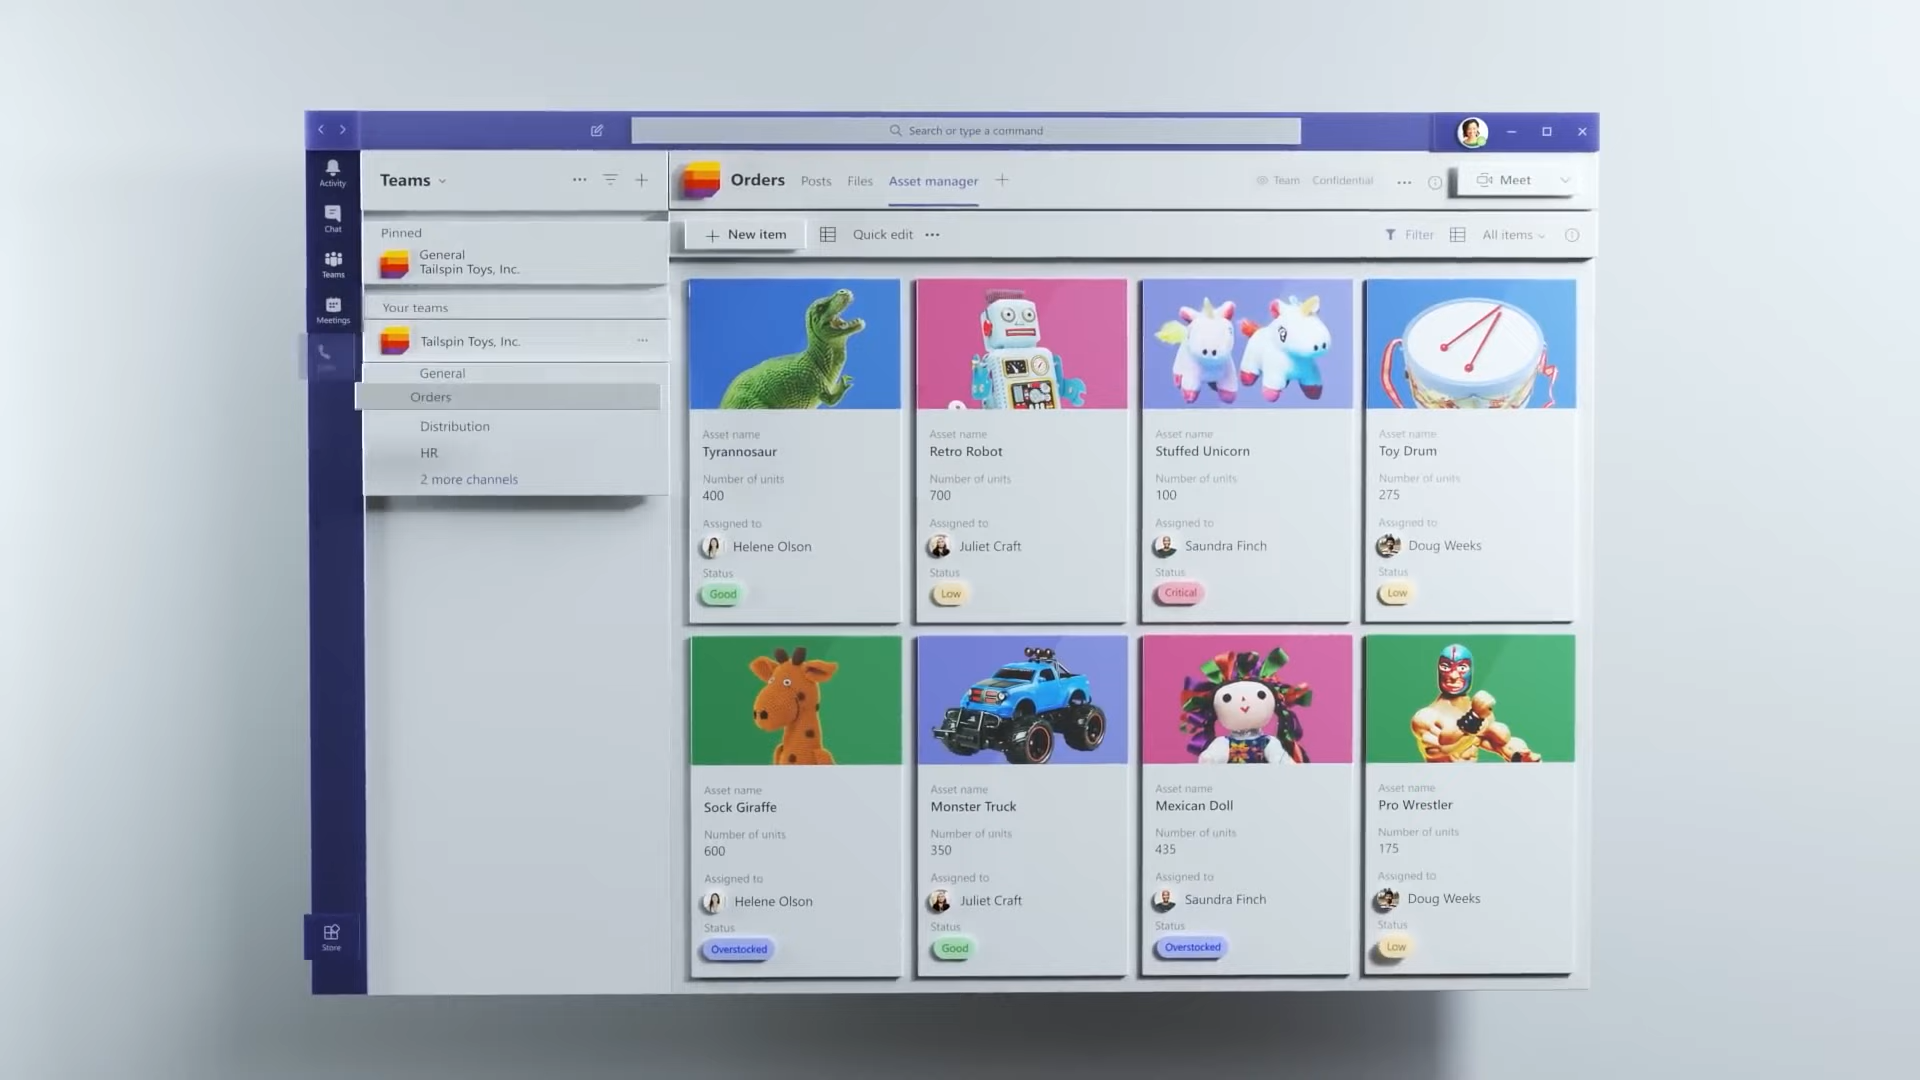 Search or type a command
Activity
Chat
Teams
Meetings
Store
Teams
Pinned
General
Tailspin Toys, Inc.
Your teams
Tailspin Toys, Inc.
General
Orders
Distribution
HR
2 more channels
Orders
Posts
Files
Asset manager
Team
Confidential
Meet
New item
Quick edit
Filter
All items
Asset name
Tyrannosaur
Number of units
400
Assigned to
Helene Olson
Status
Good
Asset name
Retro Robot
Number of units
700
Assigned to
Juliet Craft
Status
Low
Asset name
Stuffed Unicorn
Number of units
100
Assigned to
Saundra Finch
Status
Critical
Asset name
Toy Drum
Number of units
275
Assigned to
Doug Weeks
Status
Low
Asset name
Sock Giraffe
Number of units
600
Assigned to
Helene Olson
Status
Overstocked
Asset name
Monster Truck
Number of units
350
Assigned to
Juliet Craft
Status
Good
Asset name
Mexican Doll
Number of units
435
Assigned to
Saundra Finch
Status
Overstocked
Asset name
Pro Wrestler
Number of units
175
Assigned to
Doug Weeks
Status
Low